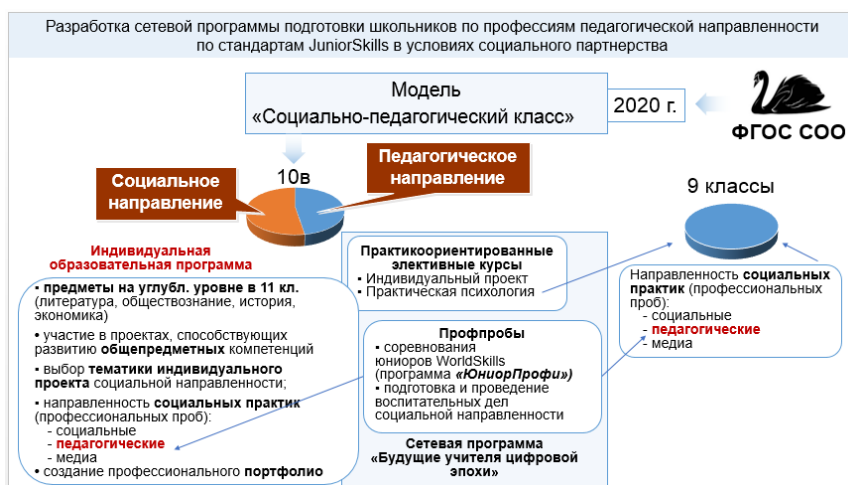 Разработка сетевой программы подготовки школьников по профессиям педагогической направленности
по стандартам JuniorSkills в условиях социального партнерства
Модель
«Социально-педагогический класс»
2020 г.
ФГОС СОО
10в
Социальное
направление
Педагогическое
направление
9 классы
Индивидуальная
образовательная программа
▪ предметы на углубл. уровне в 11 кл.
(литература, обществознание, история,
экономика)
• участие в проектах, способствующих
развитию общепредметных компетенций
▪ выбор тематики индивидуального
проекта социальной направленности;
▪ направленность социальных практик
(профессиональных проб):
- социальные
- педагогические
- медиа
• создание профессионального портфолио
Практикоориентированные
элективные курсы
▪ Индивидуальный проект
▪ Практическая психология
Профпробы
▪ соревнования
юниоров WorldSkills
(программа «ЮниорПрофи»)
▪ подготовка и проведение
воспитательных дел
социальной направленности
Сетевая программа
«Будущие учителя цифровой
эпохи»
Направленность социальных
практик (профессиональных
проб):
- социальные
- педагогические
- медиа